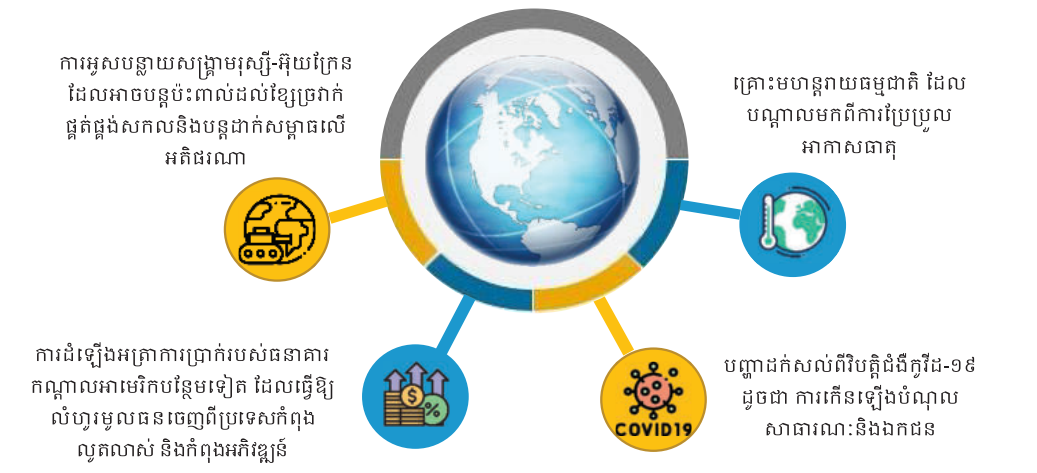 ការអូសបន្លាយសង្គ្រាមរុស្សី-អ៊ុយក្រែន
ដែលអាចបន្តប៉ះពាល់ដល់ខ្សែច្រវាក់
ផ្គត់ផ្គង់សកលនិងបន្តដាក់សម្ពាធលើ
អតិផរណា
គ្រោះមហន្តរាយធម្មជាតិ ដែល
បណ្តាលមកពីការប្រែប្រួល
អាកាសធាតុ
ការដំឡើងអត្រាការប្រាក់របស់ធនាគារ
កណ្តាលអាមេរិកបន្ថែមទៀត ដែលធ្វើឱ្យ
លំហូរមូលធនចេញពីប្រទេសកំពុង
លូតលាស់ និងកំពុងអភិវឌ្ឍន៍
បញ្ហាដក់សល់ពីវិបត្តិជំងឺកូវីដ-១៩
ដូចជា ការកើនឡើងបំណុល
សាធារណៈនិងឯកជន
COVID19